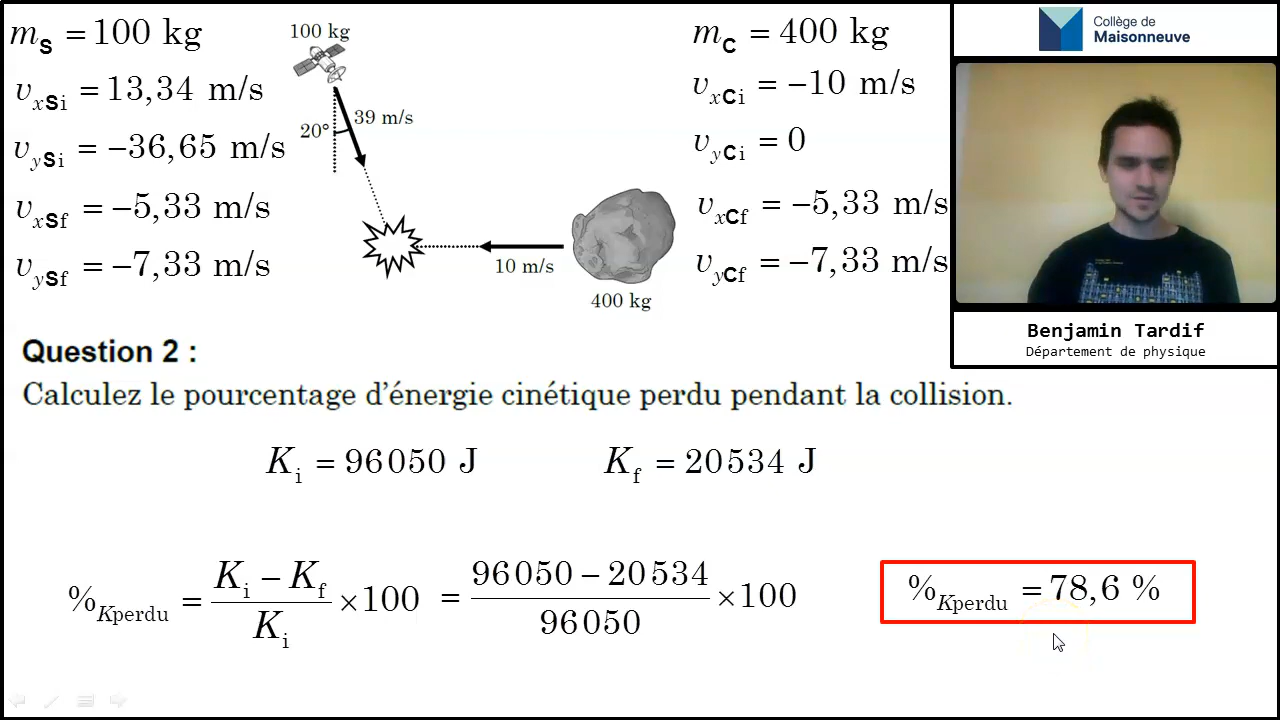 m_S = 100 kg
v_xSi = 13,34 m/s
v_ySi = −36,65 m/s
v_xSf = −5,33 m/s
v_ySf = −7,33 m/s
100 kg
20°
39 m/s
10 m/s
400 kg
m_C = 400 kg
v_xCi = −10 m/s
v_yCi = 0
v_xCf = −5,33 m/s
v_yCf = −7,33 m/s
Collège de
Maisonneuve
Benjamin Tardif
Département de physique
Question 2 :
Calculez le pourcentage d'énergie cinétique perdu pendant la collision.
K_i = 96 050 J
K_f = 20 534 J
%_Kperdu = (K_i − K_f)/K_i × 100 = (96 050 − 20 534)/96 050 × 100
%_Kperdu = 78,6 %